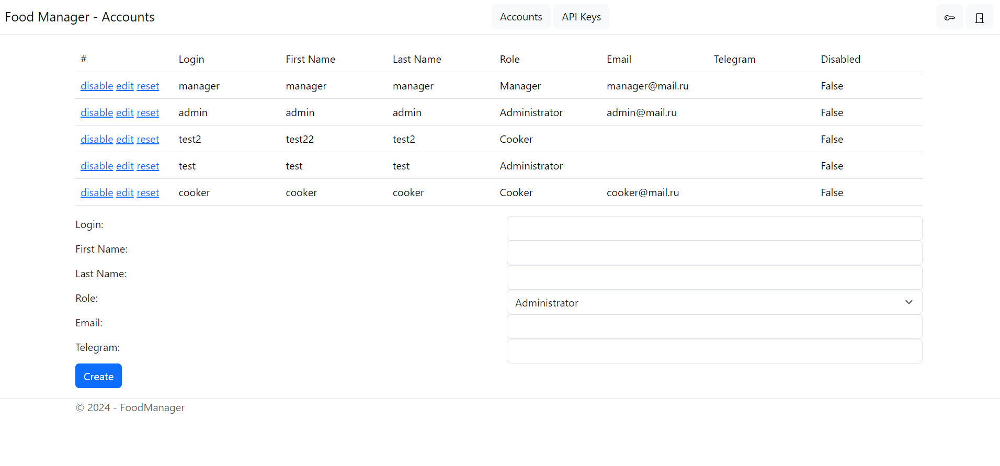 Food Manager - Accounts Accounts API Keys
# Login First Name Last Name Role Email Telegram Disabled
disable edit reset manager manager manager Manager manager@mail.ru False
disable edit reset admin admin admin Administrator admin@mail.ru False
disable edit reset test2 test22 test2 Cooker False
disable edit reset test test test Administrator False
disable edit reset cooker cooker cooker Cooker cooker@mail.ru False
Login:
First Name:
Last Name:
Role: Administrator
Email:
Telegram:
Create
© 2024 - FoodManager